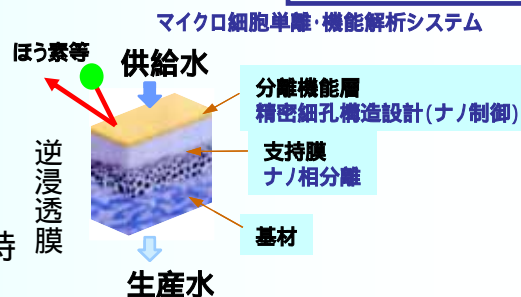 マイクロ細胞単離・機能解析システム
ほう素等
供給水
分離機能層
精密細孔構造設計(ナノ制御)
支持膜
ナノ相分離
逆浸透膜
基材
生産水